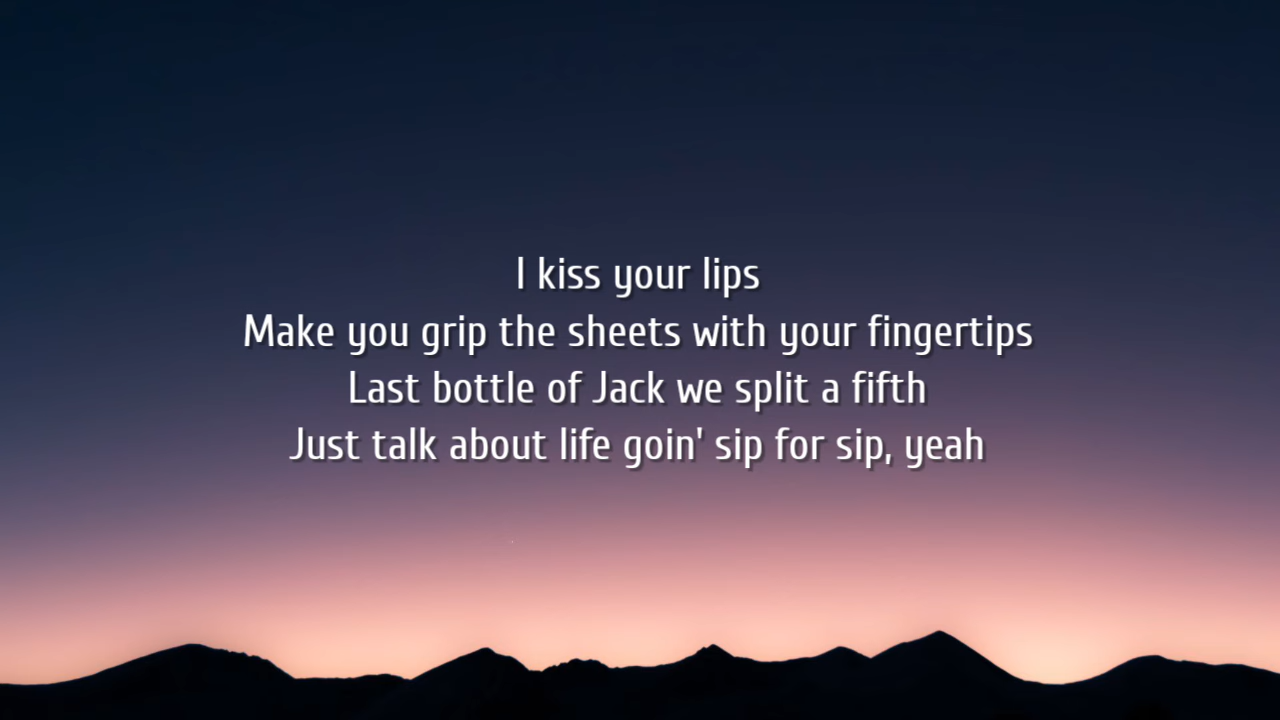 I kiss your lips
Make you grip the sheets with your fingertips
Last bottle of Jack we split a fifth
Just talk about life goin' sip for sip, yeah